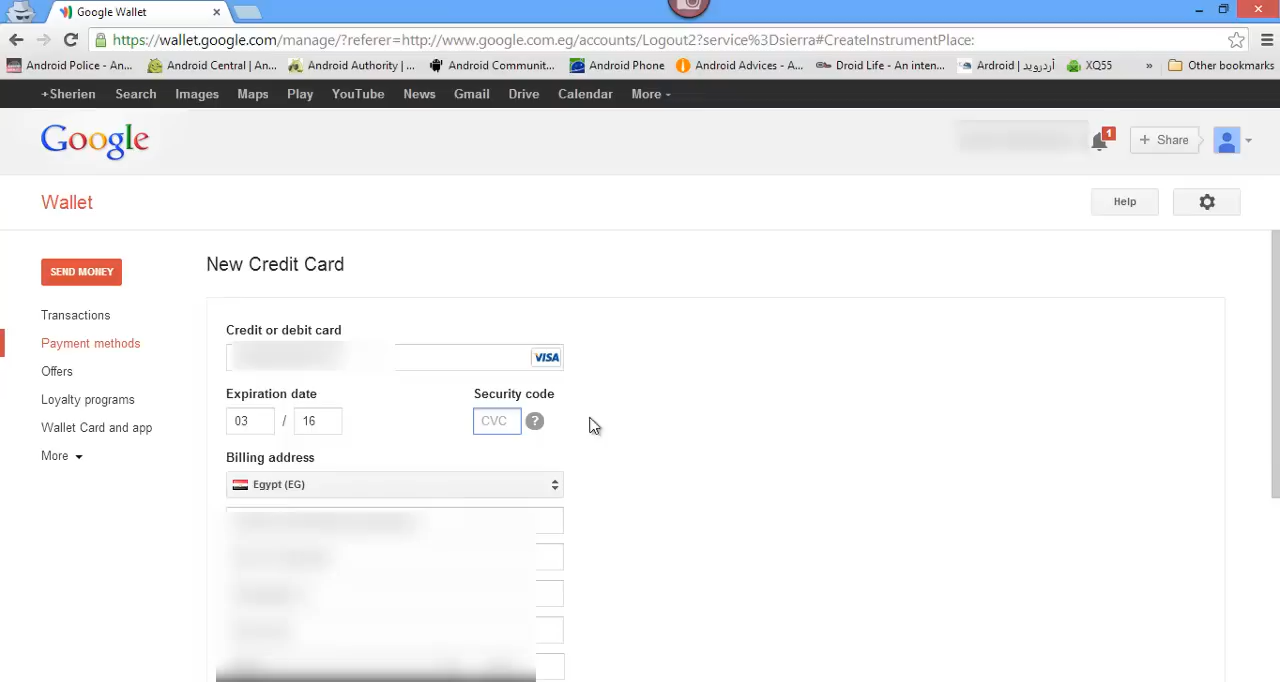 Google Wallet
https://wallet.google.com/manage/?referer=http://www.google.com.eg/accounts/Logout2?service%3Dsierra#CreateInstrumentPlace:
Android Police - An... Android Central | An... Android Authority | ... Android Communit... Android Phone Android Advices - A... Droid Life - An inten... Ardroid | أردرويد XQ55 » Other bookmarks
+Sherien Search Images Maps Play YouTube News Gmail Drive Calendar More
Google
1
+ Share
Wallet
Help
SEND MONEY
Transactions
Payment methods
Offers
Loyalty programs
Wallet Card and app
More
New Credit Card
Credit or debit card
VISA
Expiration date Security code
03 / 16 CVC ?
Billing address
Egypt (EG)